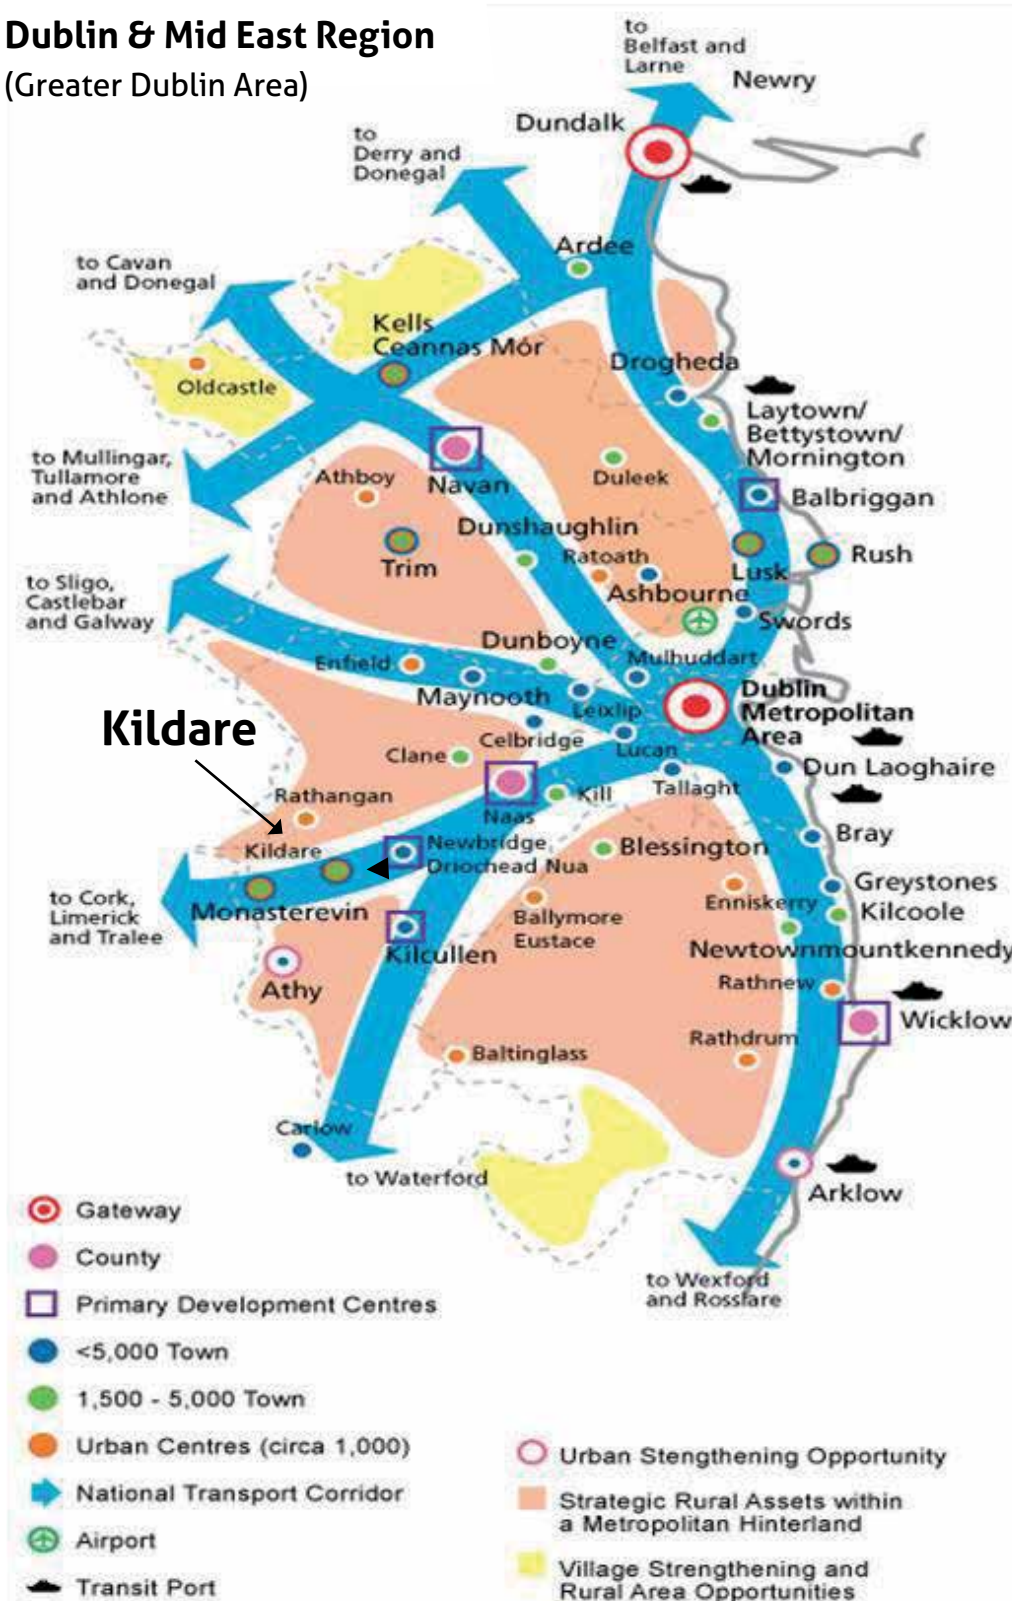 Dublin & Mid East Region
(Greater Dublin Area)
to
Belfast and
Larne
Newry
Dundalk
to
Derry and
Donegal
Ardee
to Cavan
and Donegal
Kells
Ceannas Mór
Drogheda
Oldcastle
Laytown/
Bettystown/
Mornington
to Mullingar,
Tullamore
and Athlone
Athboy
Navan
Duleek
Balbriggan
Dunshaughlin
Trim
Ratoath
Lusk
Rush
Ashbourne
to Sligo,
Castlebar
and Galway
Swords
Dunboyne
Mulhuddart
Enfield
Maynooth
Leixlip
Dublin
Metropolitan
Area
Kildare
Celbridge
Lucan
Clane
Tallaght
Dun Laoghaire
Rathangan
Naas
Kill
Bray
Kildare
Newbridge
Driochead Nua
Blessington
to Cork,
Limerick
and Tralee
Monasterevin
Ballymore
Eustace
Enniskerry
Greystones
Kilcoole
Kilcullen
Newtownmountkennedy
Athy
Rathnew
Wicklow
Rathdrum
Baltinglass
Carlow
to Waterford
Arklow
to Wexford
and Rosslare
Gateway
County
Primary Development Centres
<5,000 Town
1,500 - 5,000 Town
Urban Centres (circa 1,000)
National Transport Corridor
Airport
Transit Port
Urban Stengthening Opportunity
Strategic Rural Assets within
a Metropolitan Hinterland
Village Strengthening and
Rural Area Opportunities